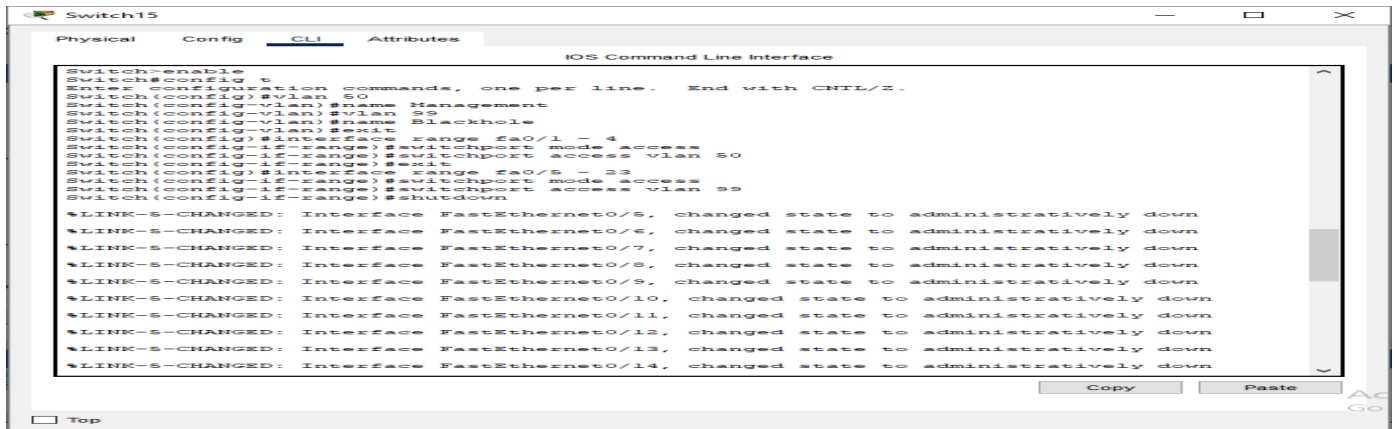 Switch15
Physical Config CLI Attributes
IOS Command Line Interface
Switch>enable
Switch#config t
Enter configuration commands, one per line. End with CNTL/Z.
Switch(config)#vlan 50
Switch(config-vlan)#name Management
Switch(config-vlan)#vlan 99
Switch(config-vlan)#name Blackhole
Switch(config-vlan)#exit
Switch(config)#interface range fa0/1 - 4
Switch(config-if-range)#switchport mode access
Switch(config-if-range)#switchport access vlan 50
Switch(config-if-range)#exit
Switch(config)#interface range fa0/5 - 23
Switch(config-if-range)#switchport mode access
Switch(config-if-range)#switchport access vlan 99
Switch(config-if-range)#shutdown
%LINK-5-CHANGED: Interface FastEthernet0/5, changed state to administratively down
%LINK-5-CHANGED: Interface FastEthernet0/6, changed state to administratively down
%LINK-5-CHANGED: Interface FastEthernet0/7, changed state to administratively down
%LINK-5-CHANGED: Interface FastEthernet0/8, changed state to administratively down
%LINK-5-CHANGED: Interface FastEthernet0/9, changed state to administratively down
%LINK-5-CHANGED: Interface FastEthernet0/10, changed state to administratively down
%LINK-5-CHANGED: Interface FastEthernet0/11, changed state to administratively down
%LINK-5-CHANGED: Interface FastEthernet0/12, changed state to administratively down
%LINK-5-CHANGED: Interface FastEthernet0/13, changed state to administratively down
%LINK-5-CHANGED: Interface FastEthernet0/14, changed state to administratively down
Copy Paste
Ac
Go
Top